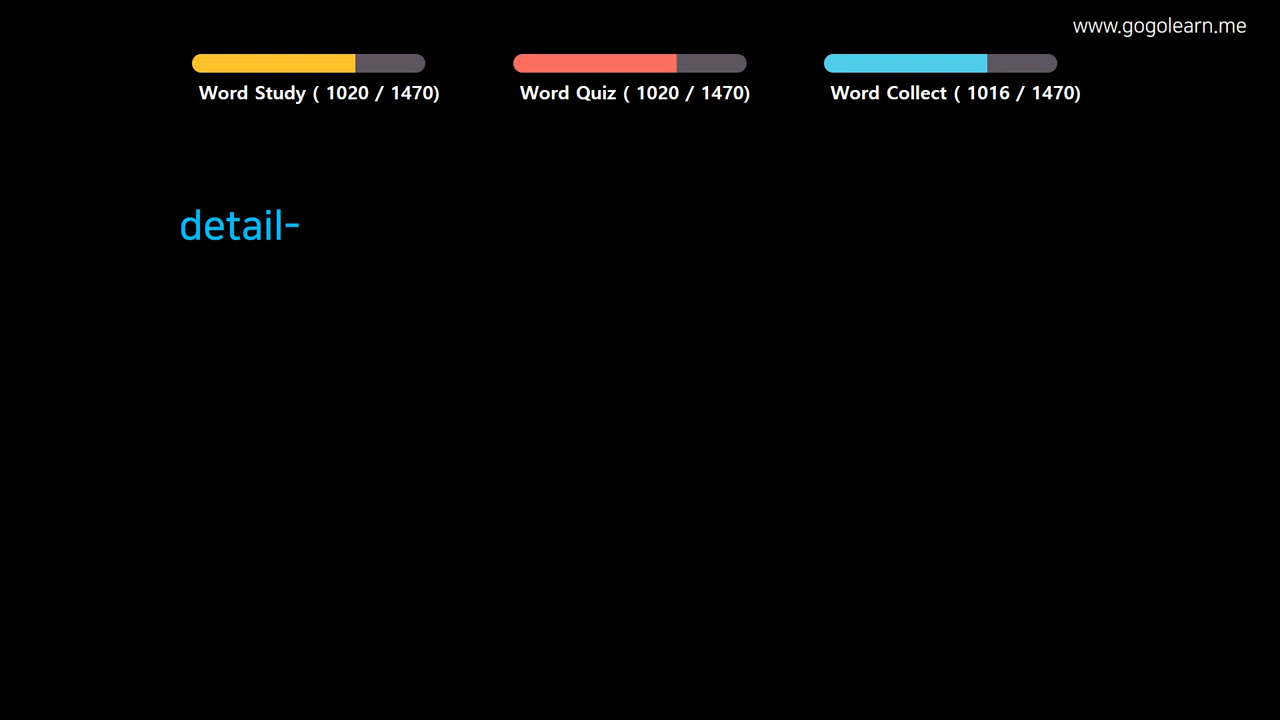 www.gogolearn.me
Word Study ( 1020 / 1470)
Word Quiz ( 1020 / 1470)
Word Collect ( 1016 / 1470)
detail-